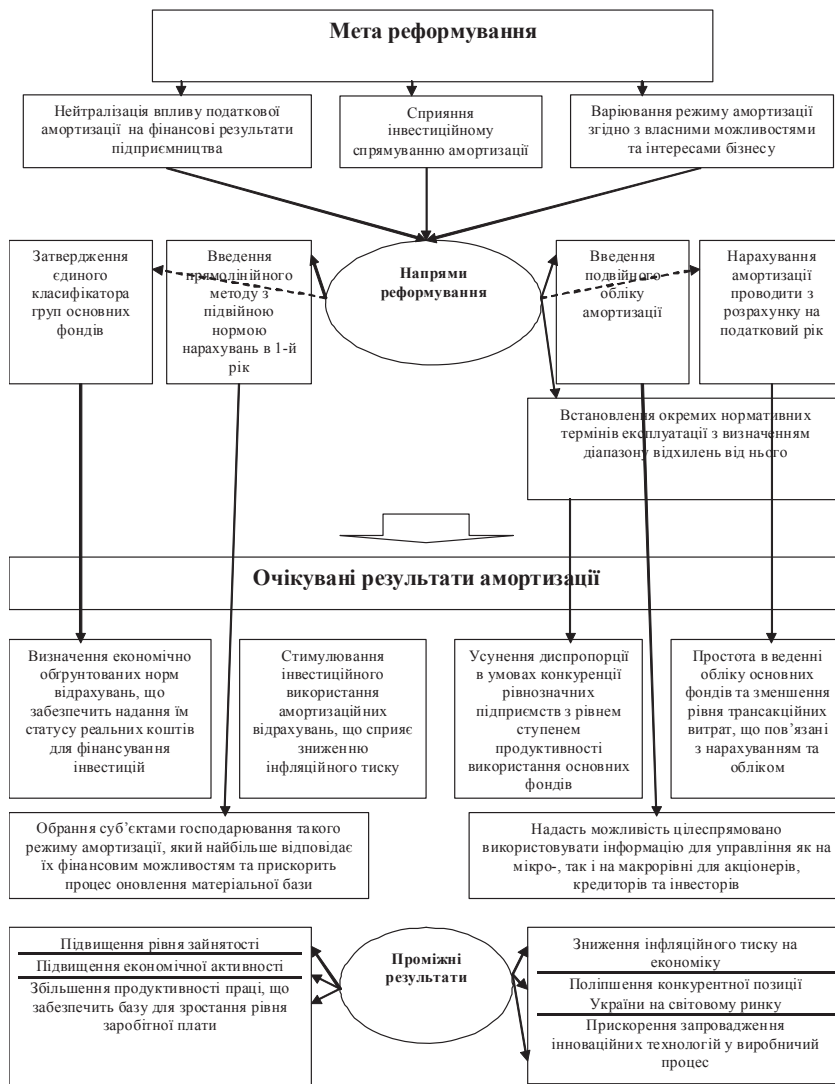 Мета реформування
Нейтралізація впливу податкової
амортизації на фінансові результати
підприємництва
Сприяння
інвестиційному
спрямуванню амортизації
Варіювання режиму амортизації
згідно з власними можливостями
та інтересами бізнесу
Затвердження
єдиного
класифікатора
груп основних
фондів
Введення
прямолінійного
методу з
підвійною
нормою
нарахувань в 1-й
рік
Напрями
реформування
Введення
подвійного
обліку
амортизації
Нарахування
амортизації
проводити з
розрахунку на
податковий рік
Встановлення окремих нормативних
термінів експлуатації з визначенням
діапазону відхилень від нього
Очікувані результати амортизації
Визначення економічно
обґрунтованих норм
відрахувань, що
забезпечить надання їм
статусу реальних коштів
для фінансування
інвестицій
Стимулювання
інвестиційного
використання
амортизаційних
відрахувань, що сприяє
зниженню
інфляційного тиску
Усунення диспропорції
в умовах конкуренції
рівнозначних
підприємств з рівнем
ступенем
продуктивності
використання основних
фондів
Простота в веденні
обліку основних
фондів та зменшення
рівня трансакційних
витрат, що пов’язані
з нарахуванням та
обліком
Обрання суб’єктами господарювання такого
режиму амортизації, який найбільше відповідає
їх фінансовим можливостям та прискорить
процес оновлення матеріальної бази
Надасть можливість цілеспрямовано
використовувати інформацію для управління як на
мікро-, так і на макрорівні для акціонерів,
кредиторів та інвесторів
Підвищення рівня зайнятості
Підвищення економічної активності
Збільшення продуктивності праці, що
забезпечить базу для зростання рівня
заробітної плати
Проміжні
результати
Зниження інфляційного тиску на
економіку
Поліпшення конкурентної позиції
України на світовому ринку
Прискорення запровадження
інноваційних технологій у виробничий
процес